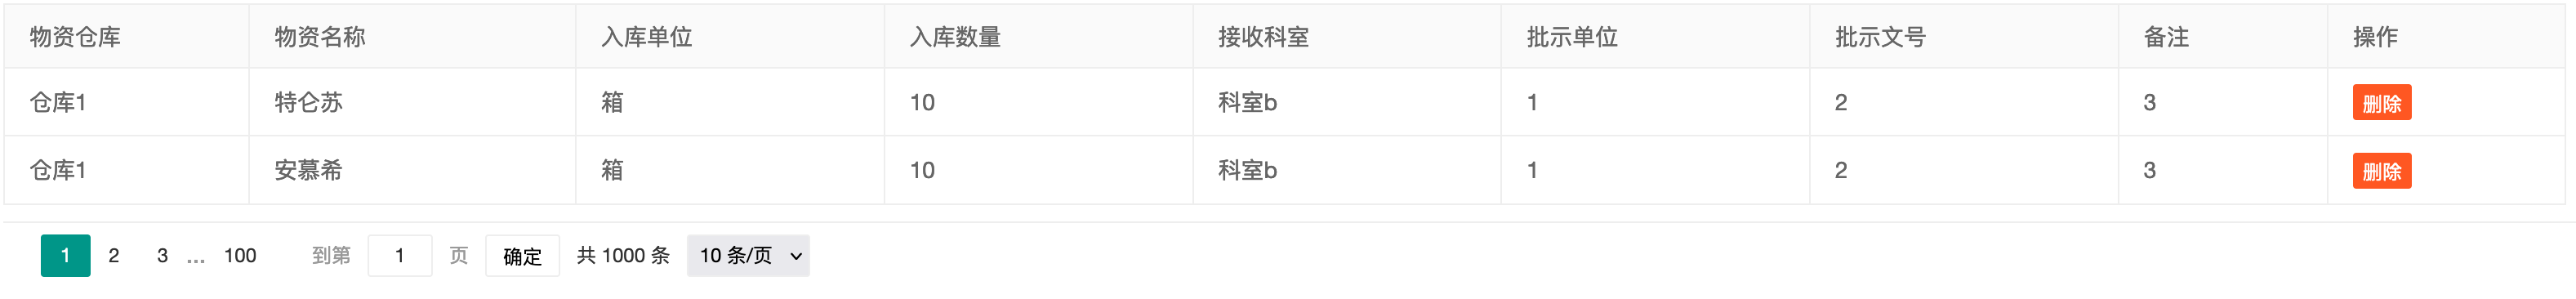 物资仓库 物资名称 入库单位 入库数量 接收科室 批示单位 批示文号 备注 操作
仓库1 特仑苏 箱 10 科室b 1 2 3 删除
仓库1 安慕希 箱 10 科室b 1 2 3 删除
1 2 3 … 100 到第 1 页 确定 共 1000 条 10 条/页